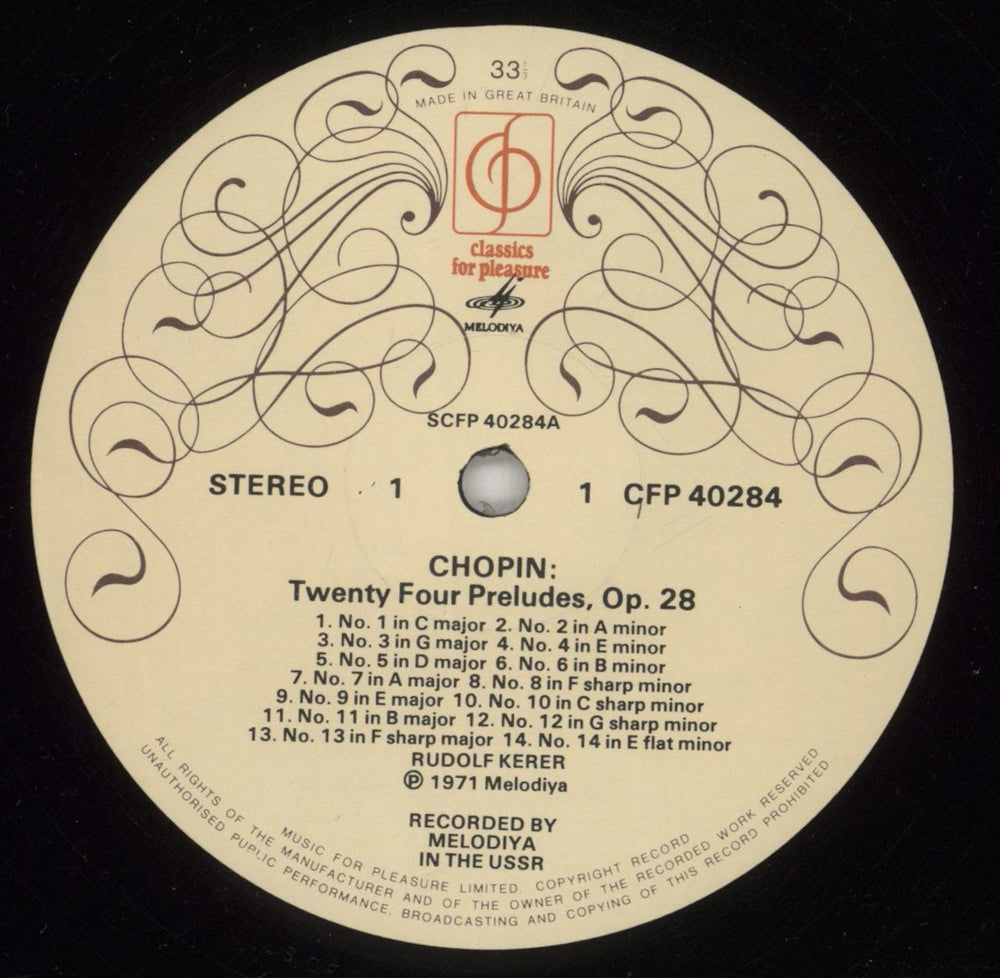 33⅓
MADE IN GREAT BRITAIN
classics
for pleasure
MELODIYA
SCFP 40284A
STEREO 1 1 CFP 40284
CHOPIN:
Twenty Four Preludes, Op. 28
1. No. 1 in C major 2. No. 2 in A minor
3. No. 3 in G major 4. No. 4 in E minor
5. No. 5 in D major 6. No. 6 in B minor
7. No. 7 in A major 8. No. 8 in F sharp minor
9. No. 9 in E major 10. No. 10 in C sharp minor
11. No. 11 in B major 12. No. 12 in G sharp minor
13. No. 13 in F sharp major 14. No. 14 in E flat minor
RUDOLF KERER
℗ 1971 Melodiya
RECORDED BY
MELODIYA
IN THE USSR
MUSIC FOR PLEASURE LIMITED. COPYRIGHT RECORD
ALL RIGHTS OF THE MANUFACTURER AND OF THE OWNER OF THE RECORDED WORK RESERVED
UNAUTHORISED PUBLIC PERFORMANCE, BROADCASTING AND COPYING OF THIS RECORD PROHIBITED